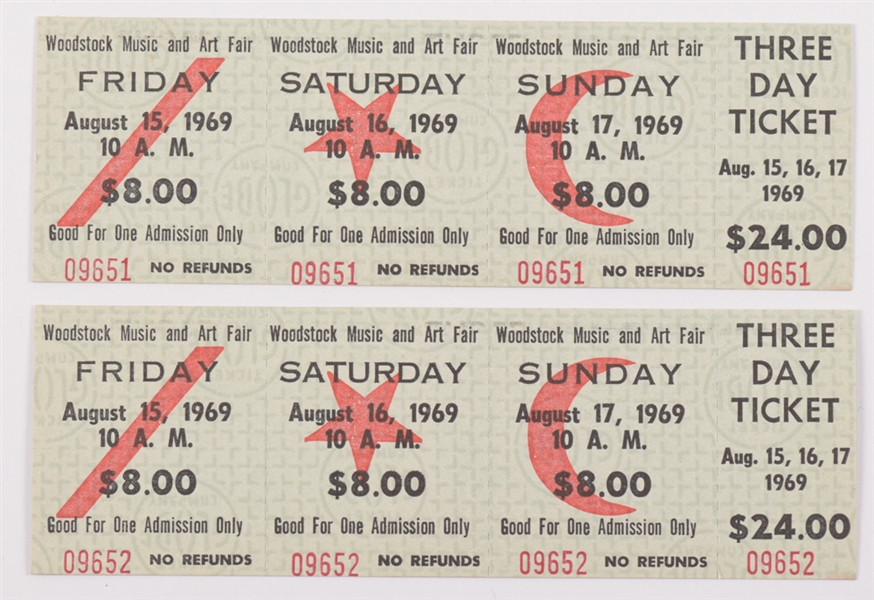 Woodstock Music and Art Fair
FRIDAY
August 15, 1969
10 A. M.
$8.00
Good For One Admission Only
09651 NO REFUNDS
Woodstock Music and Art Fair
SATURDAY
August 16, 1969
10 A. M.
$8.00
Good For One Admission Only
09651 NO REFUNDS
Woodstock Music and Art Fair
SUNDAY
August 17, 1969
10 A. M.
$8.00
Good For One Admission Only
09651 NO REFUNDS
THREE
DAY
TICKET
Aug. 15, 16, 17
1969
$24.00
09651
GLOBE
TICKET
COMPANY
Woodstock Music and Art Fair
FRIDAY
August 15, 1969
10 A. M.
$8.00
Good For One Admission Only
09652 NO REFUNDS
Woodstock Music and Art Fair
SATURDAY
August 16, 1969
10 A. M.
$8.00
Good For One Admission Only
09652 NO REFUNDS
Woodstock Music and Art Fair
SUNDAY
August 17, 1969
10 A. M.
$8.00
Good For One Admission Only
09652 NO REFUNDS
THREE
DAY
TICKET
Aug. 15, 16, 17
1969
$24.00
09652